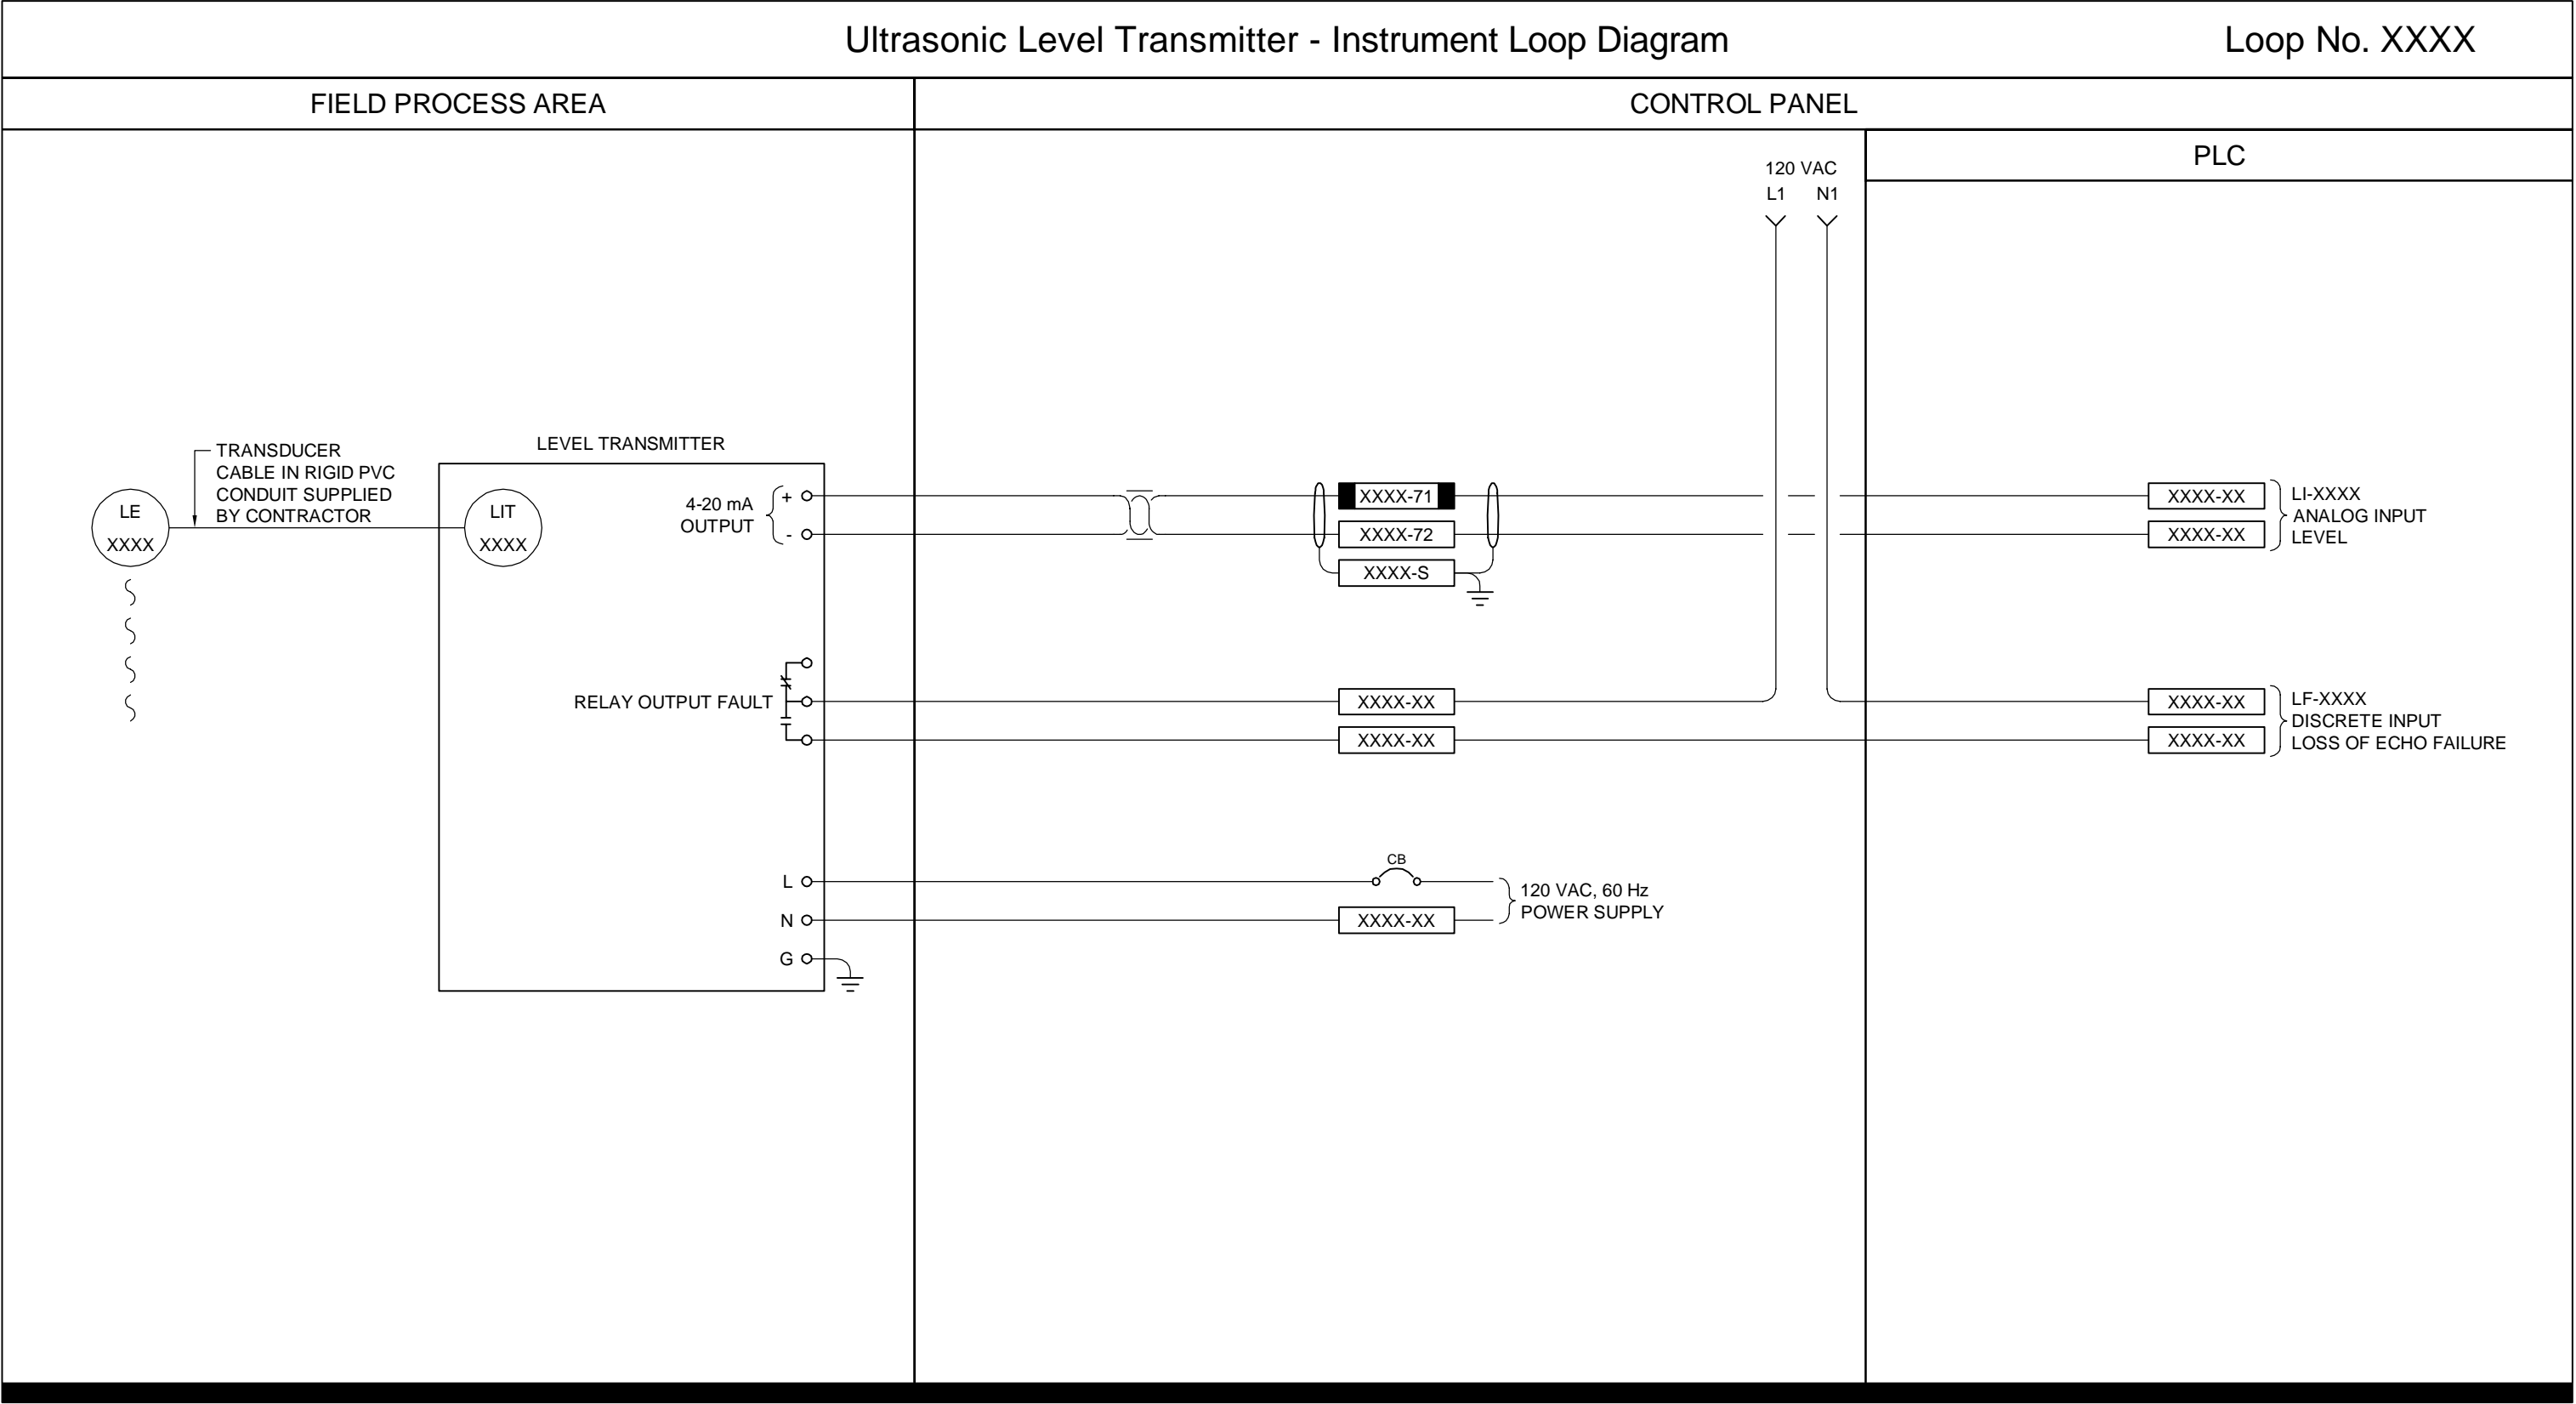 Ultrasonic Level Transmitter - Instrument Loop Diagram
Loop No. XXXX
FIELD PROCESS AREA
CONTROL PANEL
PLC
120 VAC
L1 N1
TRANSDUCER
CABLE IN RIGID PVC
CONDUIT SUPPLIED
BY CONTRACTOR
LE
XXXX
LEVEL TRANSMITTER
LIT
XXXX
4-20 mA
OUTPUT
+
-
XXXX-71
XXXX-72
XXXX-S
XXXX-XX
XXXX-XX
LI-XXXX
ANALOG INPUT
LEVEL
RELAY OUTPUT FAULT
XXXX-XX
XXXX-XX
XXXX-XX
XXXX-XX
LF-XXXX
DISCRETE INPUT
LOSS OF ECHO FAILURE
L
N
G
CB
XXXX-XX
120 VAC, 60 Hz
POWER SUPPLY